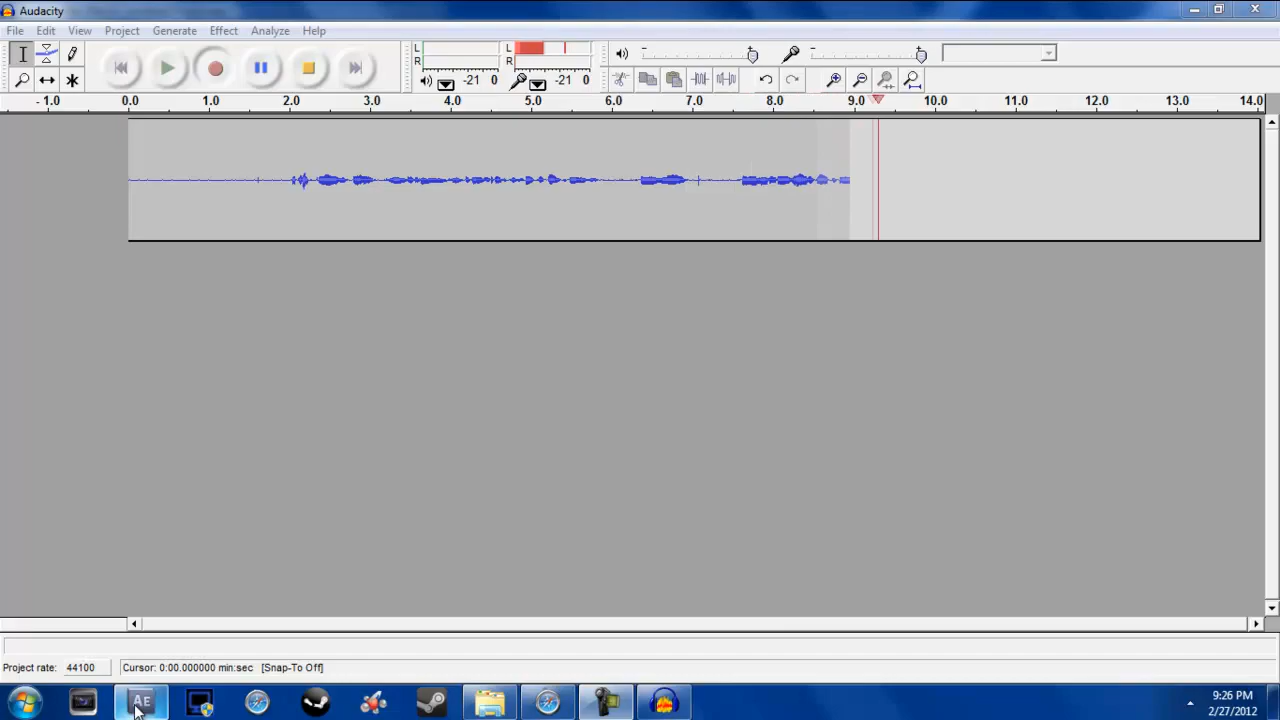 Audacity
File Edit View Project Generate Effect Analyze Help
L
R
-21 0
L
R
-21 0
- 1.0 0.0 1.0 2.0 3.0 4.0 5.0 6.0 7.0 8.0 9.0 10.0 11.0 12.0 13.0 14.0
Project rate: 44100 Cursor: 0:00.000000 min:sec [Snap-To Off]
AE
9:26 PM
2/27/2012